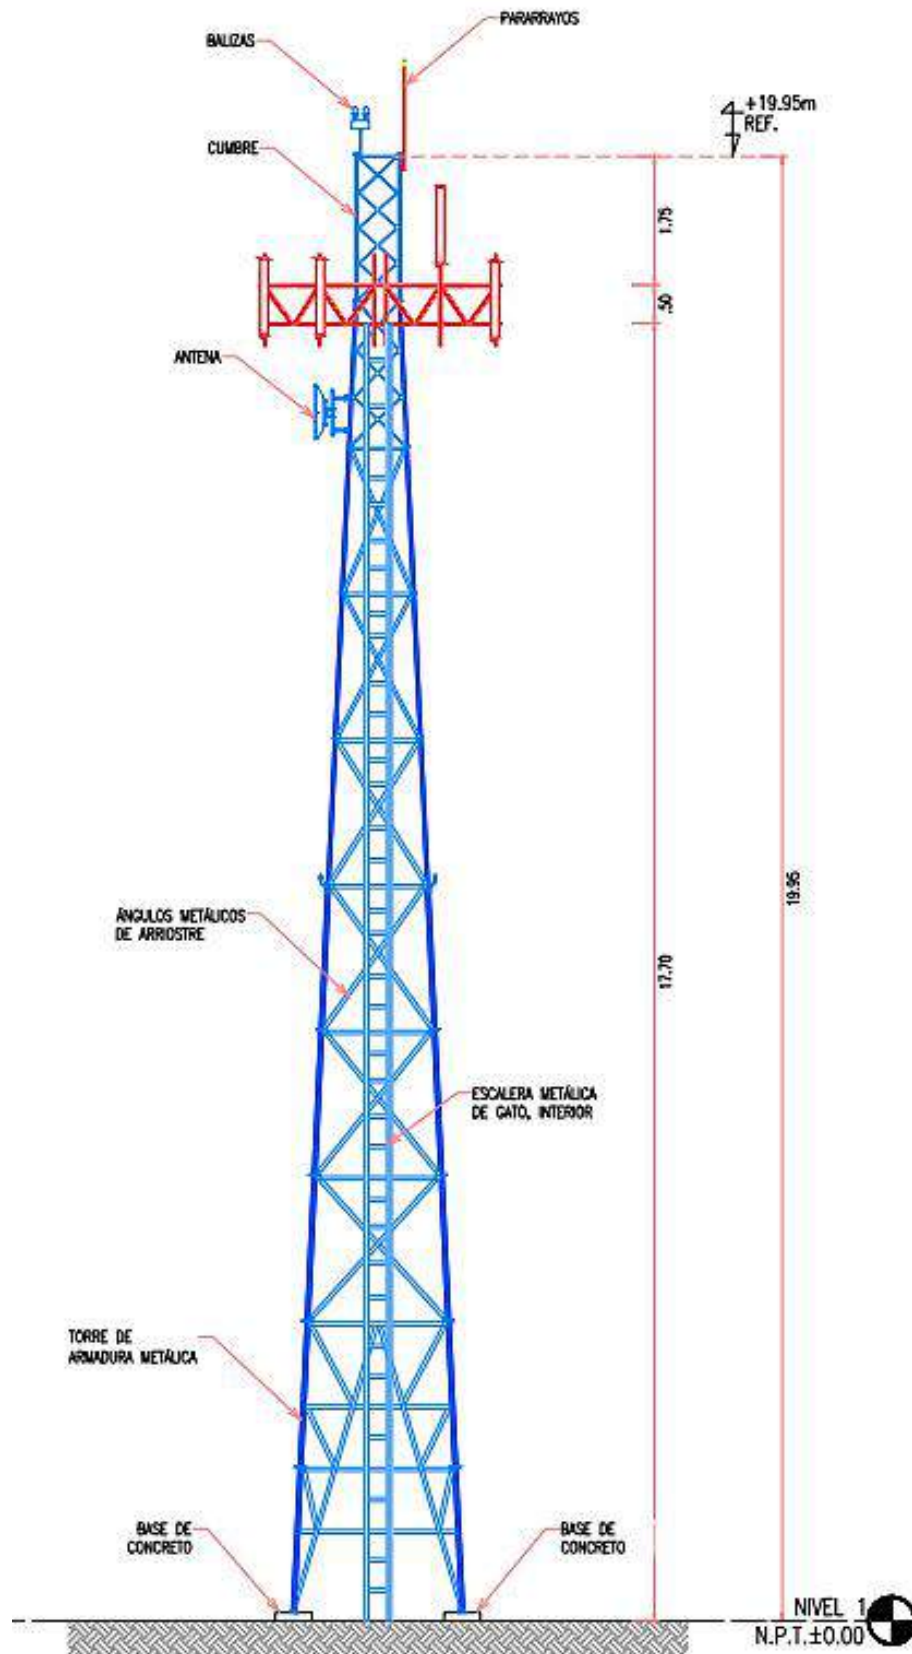 PARARRAYOS
BALIZAS
+19.95m
REF.
CUMBRE
1.75
.50
ANTENA
19.95
ÁNGULOS METÁLICOS
DE ARRIOSTRE
17.70
ESCALERA METÁLICA
DE GATO, INTERIOR
TORRE DE
ARMADURA METÁLICA
BASE DE
CONCRETO
BASE DE
CONCRETO
NIVEL 1
N.P.T.±0.00